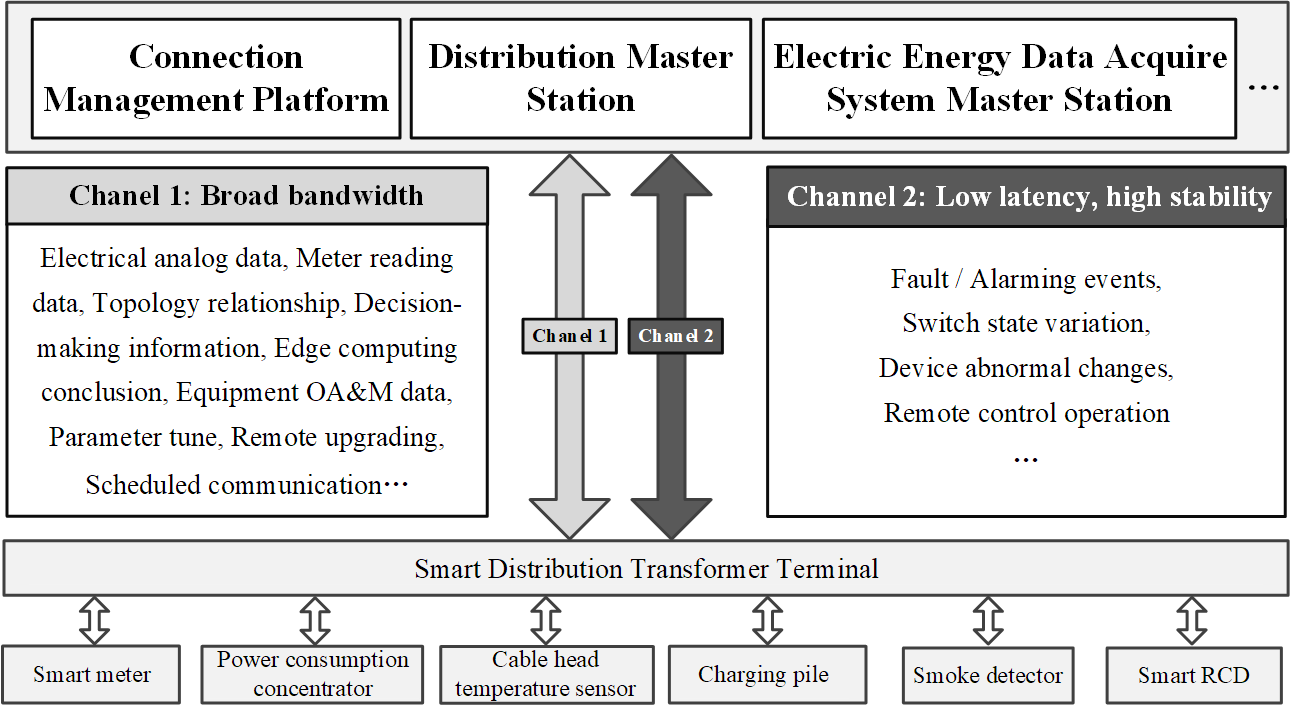 Connection
Management Platform
Distribution Master
Station
Electric Energy Data Acquire
System Master Station
...
Chanel 1: Broad bandwidth
Electrical analog data, Meter reading
data, Topology relationship, Decision-
making information, Edge computing
conclusion, Equipment OA&M data,
Parameter tune, Remote upgrading,
Scheduled communication···
Chanel 1
Chanel 2
Channel 2: Low latency, high stability
Fault / Alarming events,
Switch state variation,
Device abnormal changes,
Remote control operation
...
Smart Distribution Transformer Terminal
Smart meter
Power consumption
concentrator
Cable head
temperature sensor
Charging pile
Smoke detector
Smart RCD